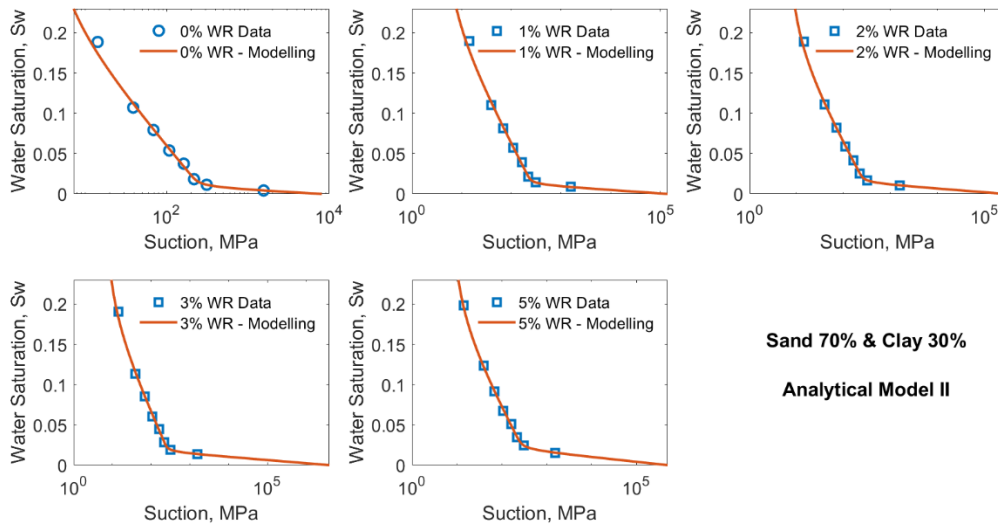 Water Saturation, Sw
0.2
0.15
0.1
0.05
0
0% WR Data
0% WR - Modelling
10²
10⁴
Suction, MPa
Water Saturation, Sw
0.2
0.15
0.1
0.05
0
1% WR Data
1% WR - Modelling
10⁰
10⁵
Suction, MPa
Water Saturation, Sw
0.2
0.15
0.1
0.05
0
2% WR Data
2% WR - Modelling
10⁰
10⁵
Suction, MPa
Water Saturation, Sw
0.2
0.15
0.1
0.05
0
3% WR Data
3% WR - Modelling
10⁰
10⁵
Suction, MPa
Water Saturation, Sw
0.2
0.15
0.1
0.05
0
5% WR Data
5% WR - Modelling
10⁰
10⁵
Suction, MPa
Sand 70% & Clay 30%
Analytical Model II